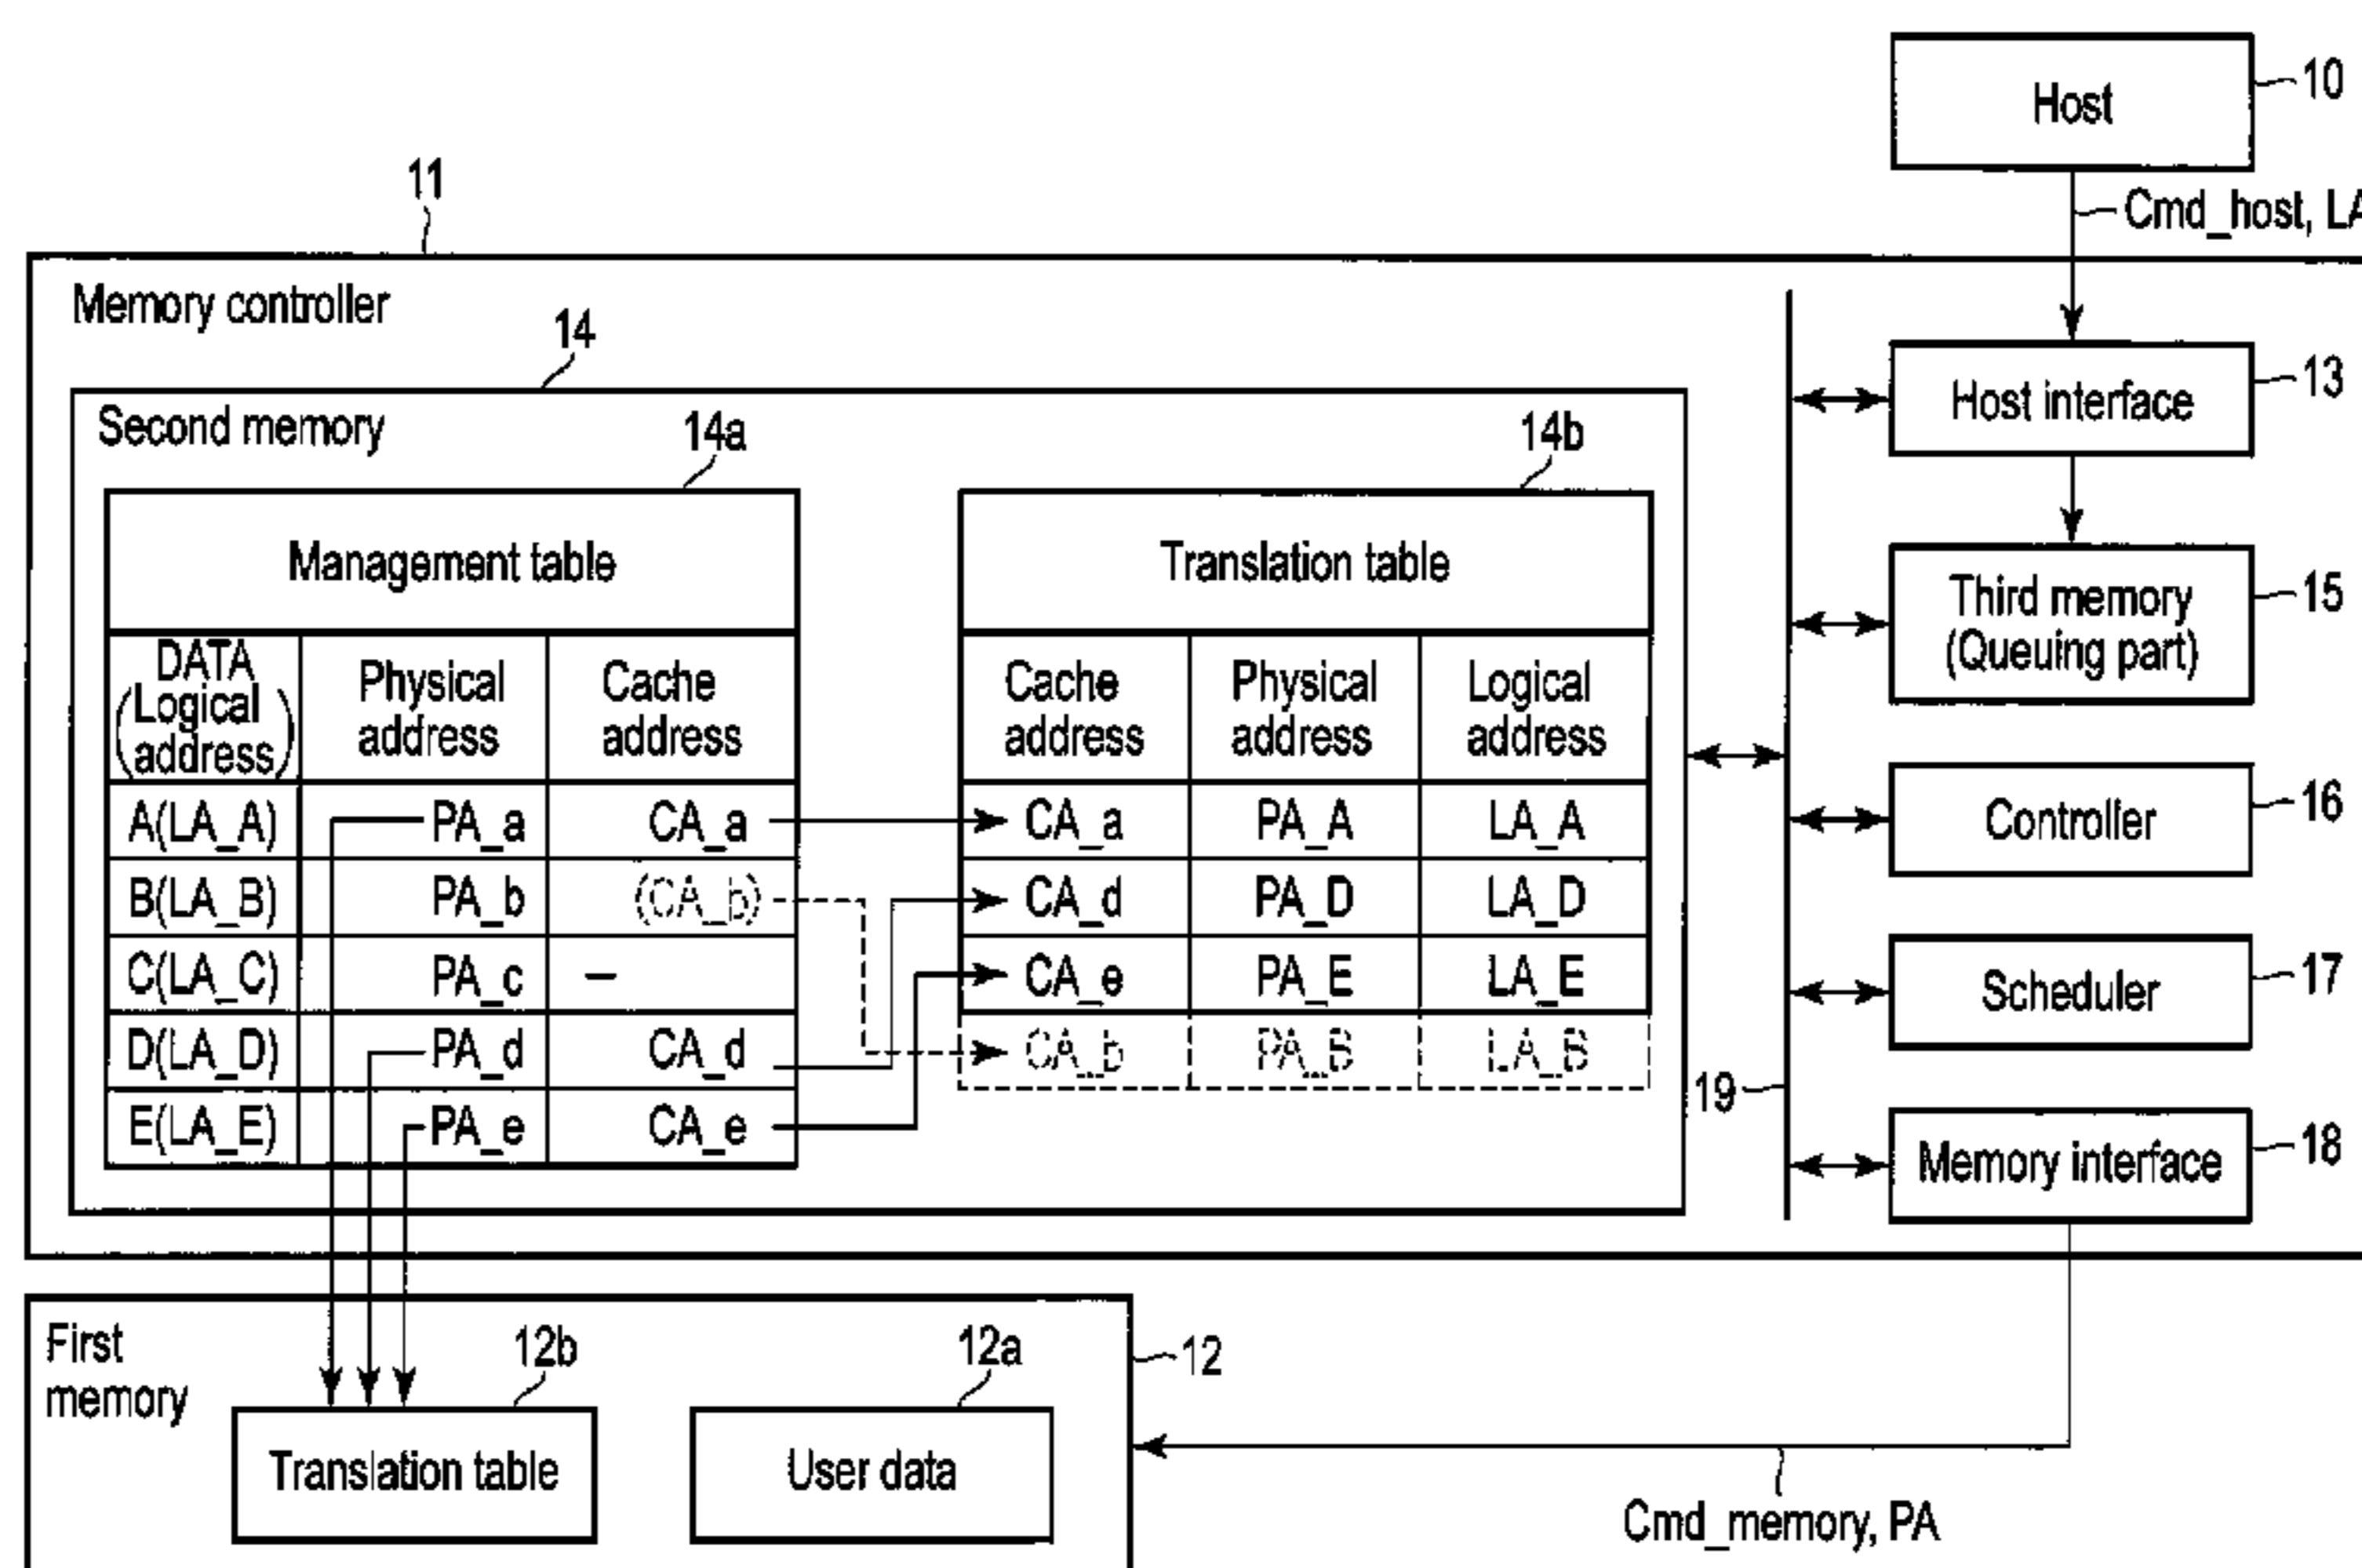 Host
10
Cmd_host, LA
11
Memory controller
14
Second memory
14a
14b
Host interface
13
Management table
Translation table
Third memory
(Queuing part)
15
DATA
(Logical
address)
Physical
address
Cache
address
Cache
address
Physical
address
Logical
address
A(LA_A) PA_a CA_a CA_a PA_A LA_A
B(LA_B) PA_b (CA_b) CA_d PA_D LA_D
C(LA_C) PA_c – CA_e PA_E LA_E
D(LA_D) PA_d CA_d CA_b PA_B LA_B
E(LA_E) PA_e CA_e
Controller
16
Scheduler
17
19
Memory interface
18
First
memory
12b
12a
12
Translation table
User data
Cmd_memory, PA